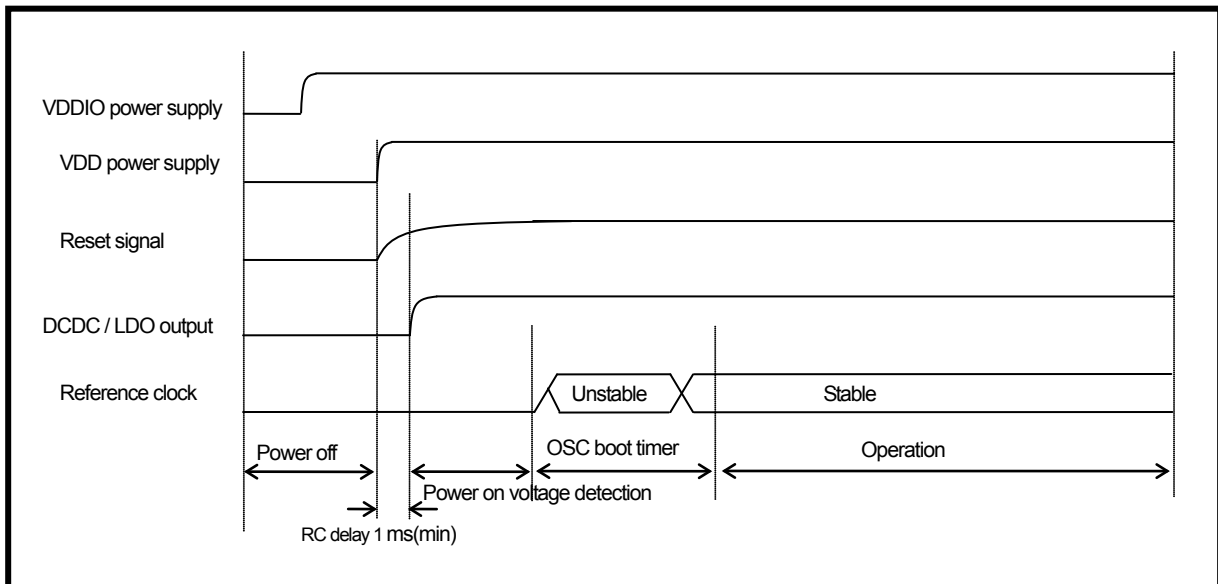 VDDIO power supply
VDD power supply
Reset signal
DCDC / LDO output
Reference clock
Unstable
Stable
Power off
OSC boot timer
Operation
Power on voltage detection
RC delay 1 ms(min)